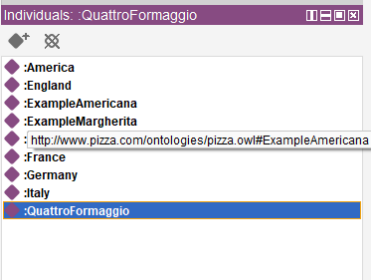 Individuals: :QuattroFormaggio
:America
:England
:ExampleAmericana
:ExampleMargherita
:
http://www.pizza.com/ontologies/pizza.owl#ExampleAmericana
:France
:Germany
:Italy
:QuattroFormaggio